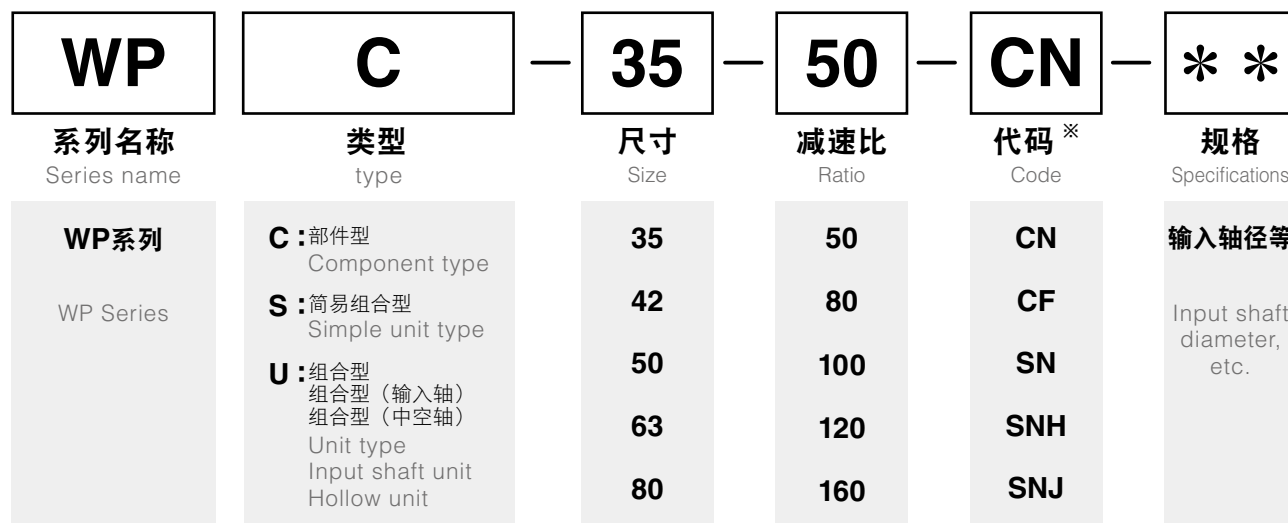 WP C — 35 — 50 — CN — ＊＊
系列名称 类型 尺寸 减速比 代码※ 规格
Series name type Size Ratio Code Specifications
WP系列
WP Series
C：部件型
Component type
S：简易组合型
Simple unit type
U：组合型
组合型（输入轴）
组合型（中空轴）
Unit type
Input shaft unit
Hollow unit
35
42
50
63
80
50
80
100
120
160
CN
CF
SN
SNH
SNJ
输入轴径等
Input shaft
diameter,
etc.